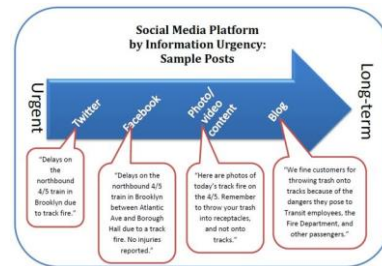 Social Media Platform
by Information Urgency:
Sample Posts
Urgent
Twitter
Facebook
Photo/
video
content
Blog
Long-term
"Delays on
the
northbound
4/5 train in
Brooklyn due
to track fire."
"Delays on the
northbound 4/5
train in
Brooklyn
between Atlantic
Ave and Borough
Hall due to a
track fire. No
injuries
reported."
"Here are photos of
today's track fire on
the 4/5. Remember
to throw your trash
into receptacles,
and not onto
tracks."
"We fine customers for
throwing trash onto
tracks because of the
dangers they pose to
Transit employees, the
Fire Department, and
other passengers."